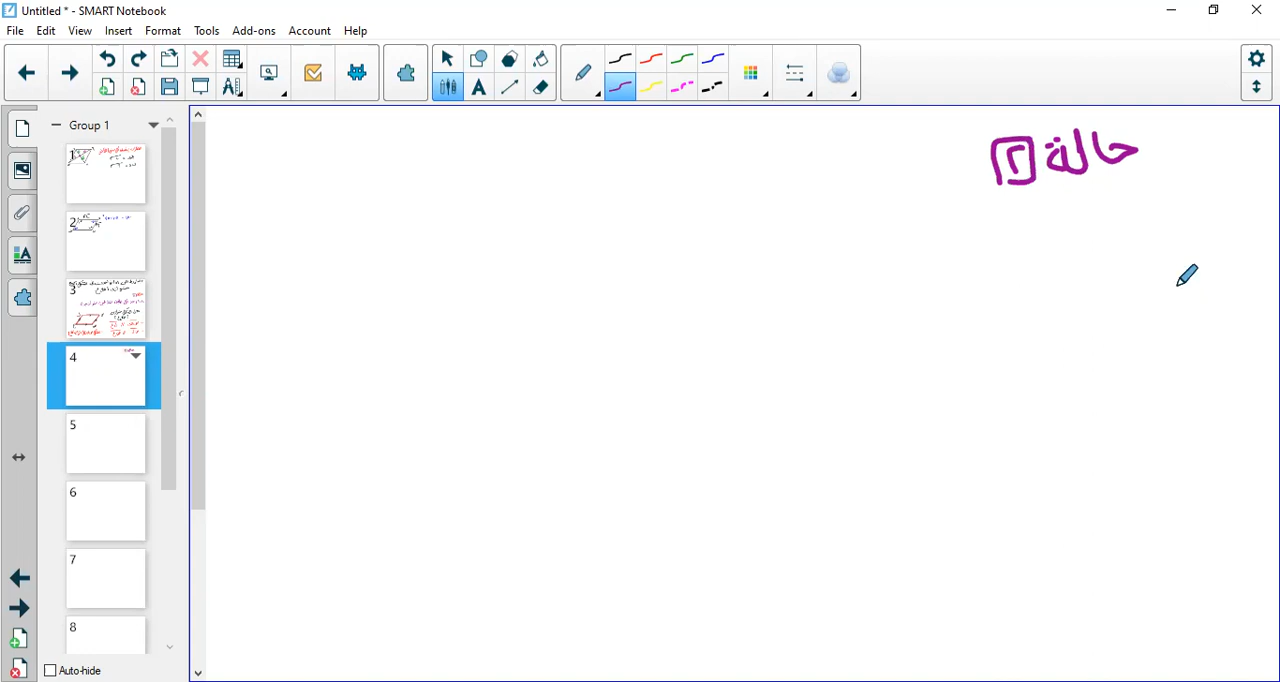 Untitled * - SMART Notebook
File Edit View Insert Format Tools Add-ons Account Help
Group 1
1
2
3
4
5
6
7
8
Auto-hide
حالة ٢